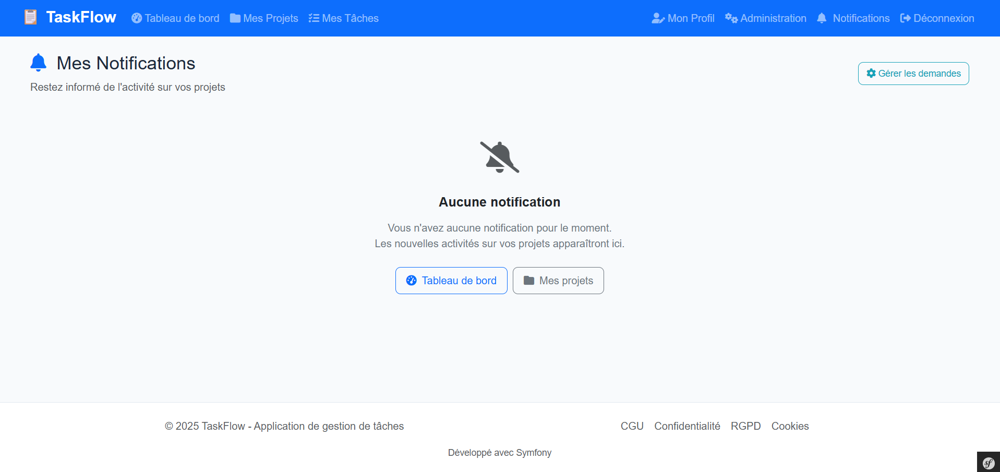 TaskFlow Tableau de bord Mes Projets Mes Tâches Mon Profil Administration Notifications Déconnexion
Mes Notifications
Restez informé de l'activité sur vos projets
Gérer les demandes
Aucune notification
Vous n'avez aucune notification pour le moment.
Les nouvelles activités sur vos projets apparaîtront ici.
Tableau de bord Mes projets
© 2025 TaskFlow - Application de gestion de tâches CGU Confidentialité RGPD Cookies
Développé avec Symfony
sf